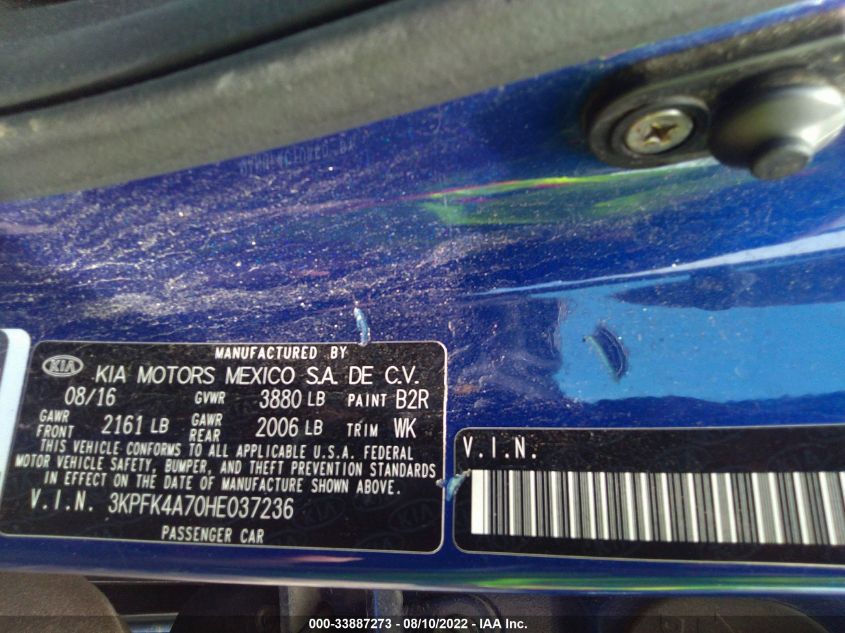 MANUFACTURED BY
KIA KIA MOTORS MEXICO S.A. DE C.V.
08/16 GVWR 3880 LB PAINT B2R
GAWR FRONT 2161 LB GAWR REAR 2006 LB TRIM WK
THIS VEHICLE CONFORMS TO ALL APPLICABLE U.S.A. FEDERAL
MOTOR VEHICLE SAFETY, BUMPER, AND THEFT PREVENTION STANDARDS
IN EFFECT ON THE DATE OF MANUFACTURE SHOWN ABOVE.
V.I.N. 3KPFK4A70HE037236
PASSENGER CAR
V.I.N.
000-33887273 - 08/10/2022 - IAA Inc.